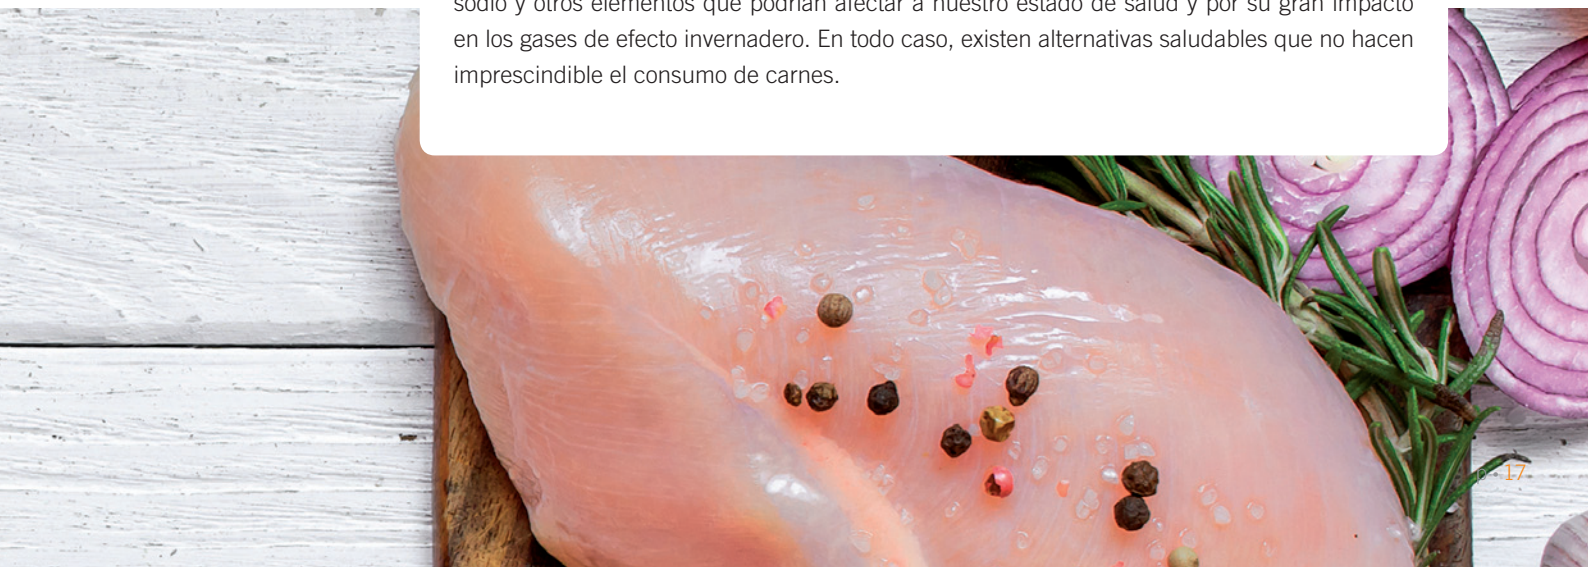 sodio y otros elementos que podrían afectar a nuestro estado de salud y por su gran impacto
en los gases de efecto invernadero. En todo caso, existen alternativas saludables que no hacen
imprescindible el consumo de carnes.
17